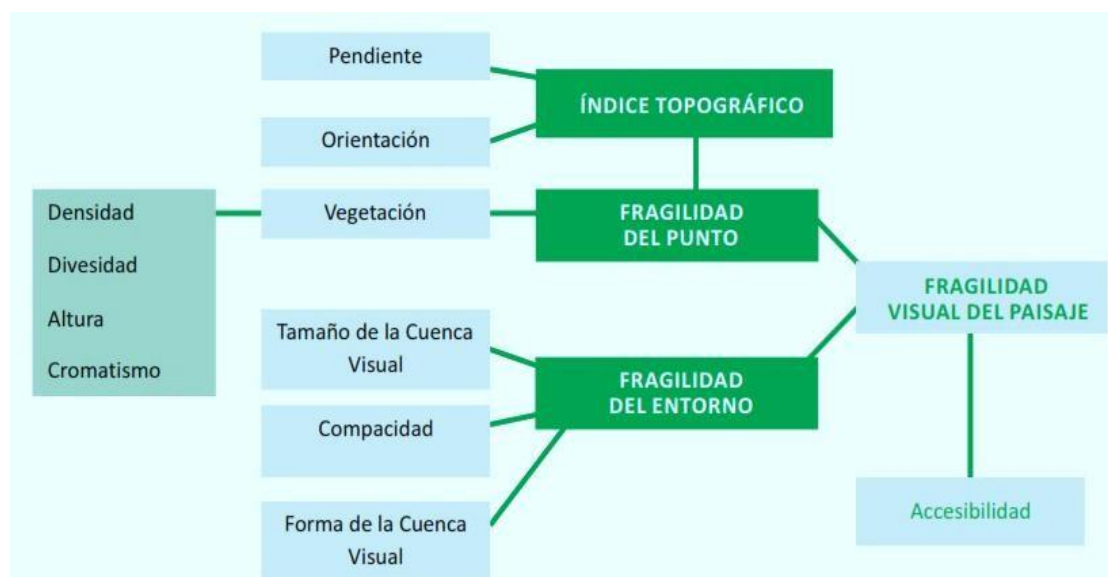 Pendiente
ÍNDICE TOPOGRÁFICO
Orientación
Densidad
Divesidad
Altura
Cromatismo
Vegetación
FRAGILIDAD
DEL PUNTO
FRAGILIDAD
VISUAL DEL PAISAJE
Tamaño de la Cuenca
Visual
FRAGILIDAD
DEL ENTORNO
Compacidad
Forma de la Cuenca
Visual
Accesibilidad